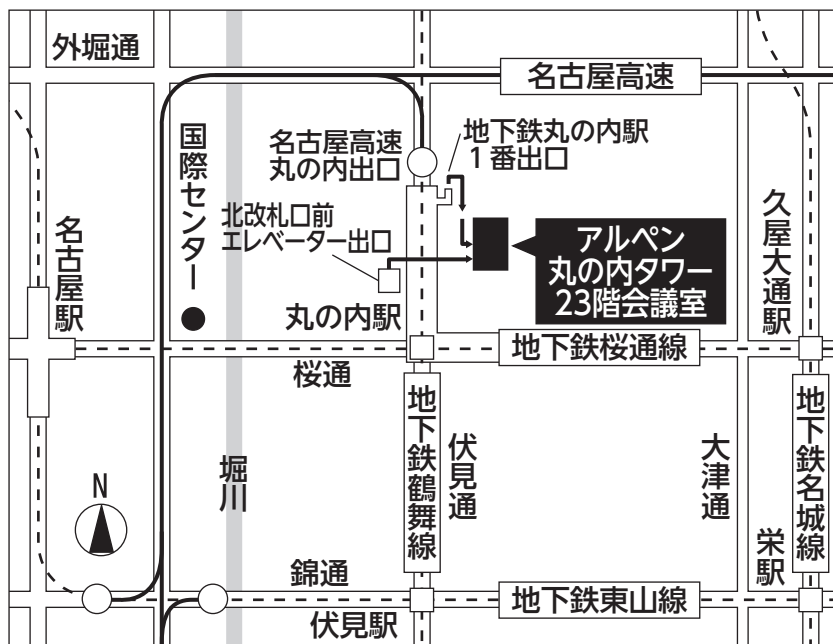 外堀通
名古屋高速
国際センター
名古屋高速
丸の内出口
地下鉄丸の内駅
1番出口
名古屋駅
北改札口前
エレベーター出口
アルペン
丸の内タワー
23階会議室
久屋大通駅
丸の内駅
地下鉄桜通線
桜通
地下鉄鶴舞線
伏見通
大津通
地下鉄名城線
堀川
N
栄駅
錦通
地下鉄東山線
伏見駅